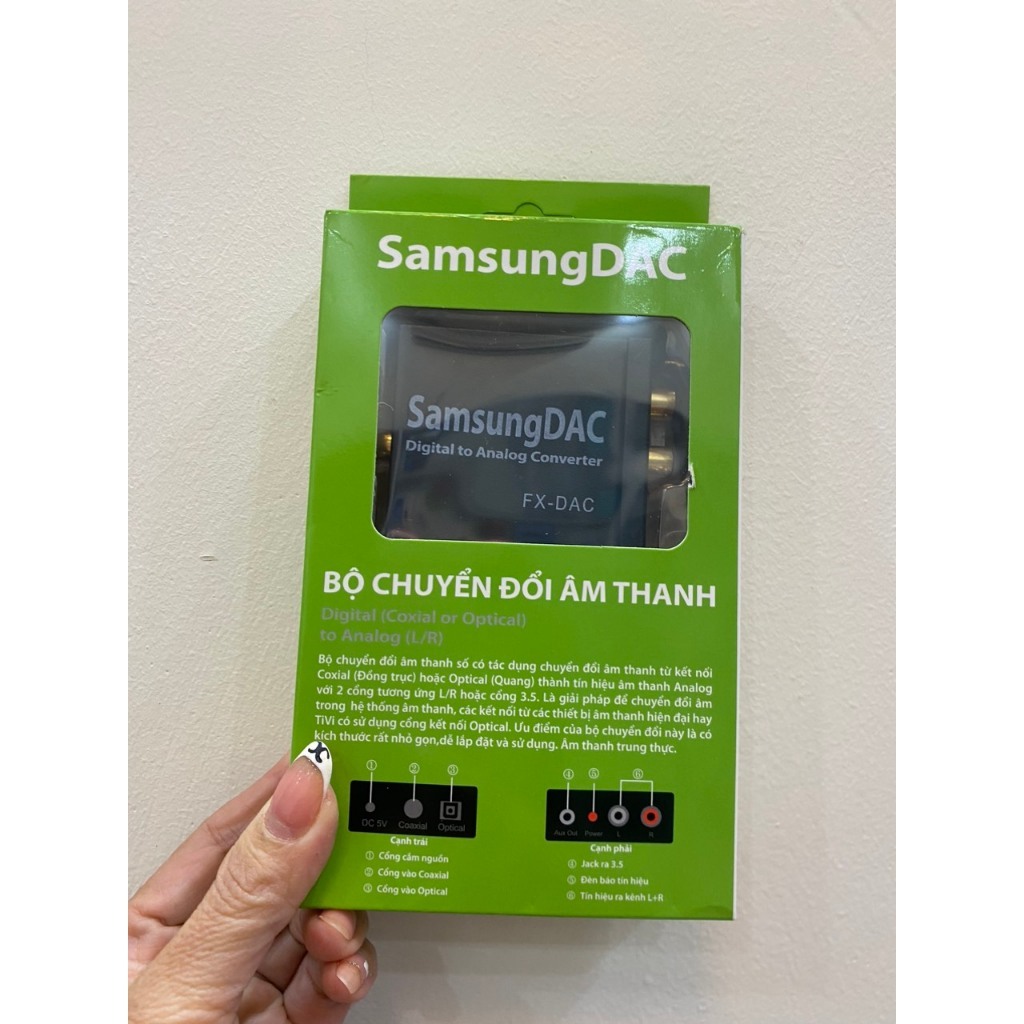 SamsungDAC
SamsungDAC
Digital to Analog Converter
FX-DAC
BỘ CHUYỂN ĐỔI ÂM THANH
Digital (Coxial or Optical)
to Analog (L/R)
Bộ chuyển đổi âm thanh số có tác dụng chuyển đổi âm thanh từ kết nối
Coxial (Đồng trục) hoặc Optical (Quang) thành tín hiệu âm thanh Analog
với 2 cổng tương ứng L/R hoặc cổng 3.5. Là giải pháp để chuyển đổi âm
trong hệ thống âm thanh, các kết nối từ các thiết bị âm thanh hiện đại hay
TiVi có sử dụng cổng kết nối Optical. Ưu điểm của bộ chuyển đổi này là có
kích thước rất nhỏ gọn,dễ lắp đặt và sử dụng. Âm thanh trung thực.
① ② ③
DC 5V Coaxial Optical
Cạnh trái
① Cổng cắm nguồn
② Cổng vào Coaxial
③ Cổng vào Optical
④ ⑤ ⑥
Aux Out Power L R
Cạnh phải
④ Jack ra 3.5
⑤ Đèn báo tín hiệu
⑥ Tín hiệu ra kênh L+R